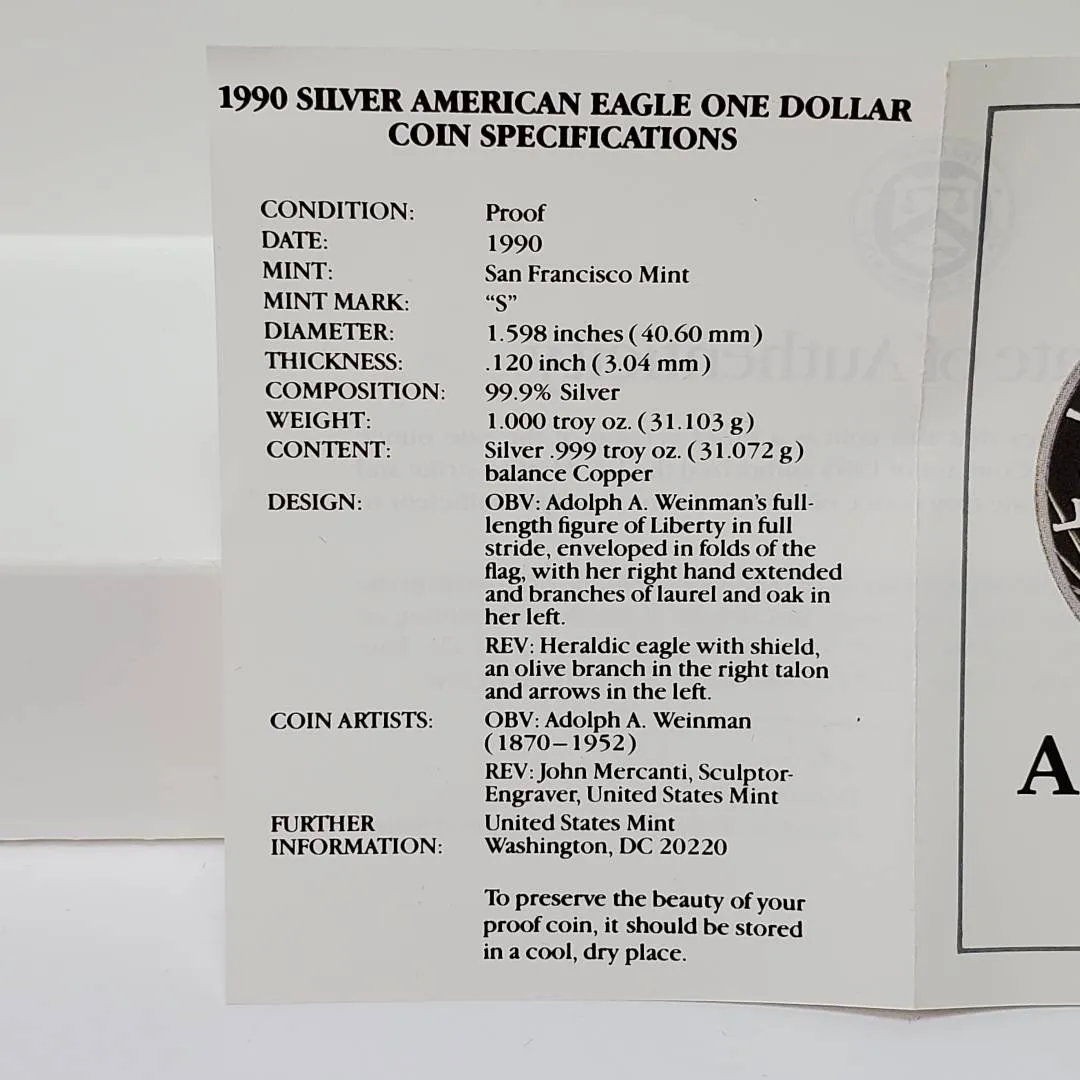 1990 SILVER AMERICAN EAGLE ONE DOLLAR
COIN SPECIFICATIONS
CONDITION: Proof
DATE: 1990
MINT: San Francisco Mint
MINT MARK: “S”
DIAMETER: 1.598 inches (40.60 mm)
THICKNESS: .120 inch (3.04 mm)
COMPOSITION: 99.9% Silver
WEIGHT: 1.000 troy oz. (31.103 g)
CONTENT: Silver .999 troy oz. (31.072 g)
balance Copper
DESIGN: OBV: Adolph A. Weinman’s full-
length figure of Liberty in full
stride, enveloped in folds of the
flag, with her right hand extended
and branches of laurel and oak in
her left.
REV: Heraldic eagle with shield,
an olive branch in the right talon
and arrows in the left.
COIN ARTISTS: OBV: Adolph A. Weinman
(1870–1952)
REV: John Mercanti, Sculptor-
Engraver, United States Mint
FURTHER United States Mint
INFORMATION: Washington, DC 20220
To preserve the beauty of your
proof coin, it should be stored
in a cool, dry place.
A